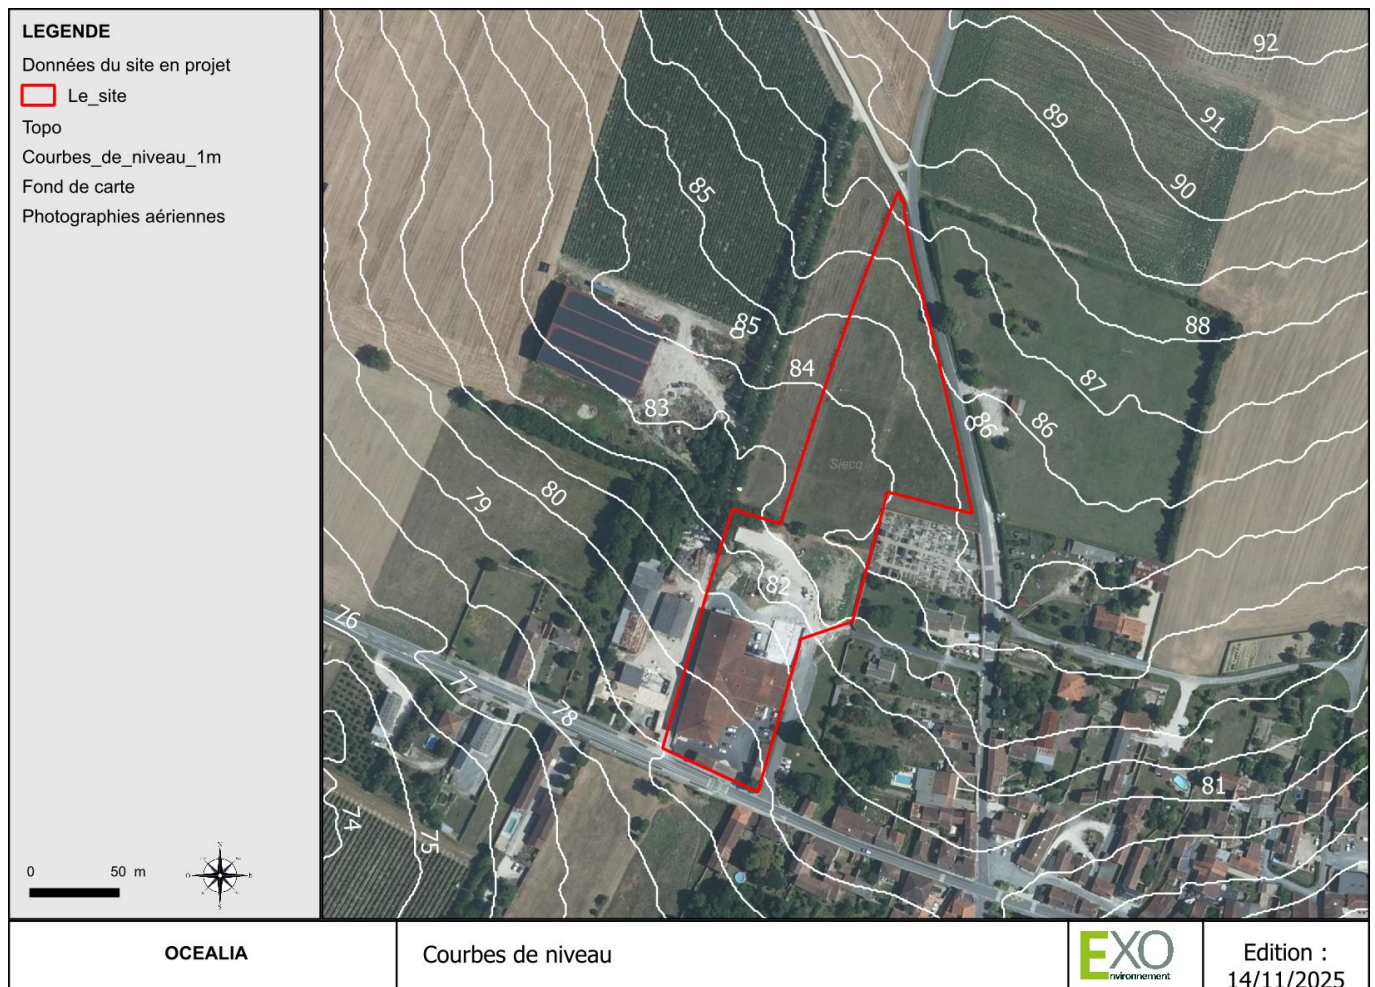 LEGENDE
Données du site en projet
Le_site
Topo
Courbes_de_niveau_1m
Fond de carte
Photographies aériennes
0 50 m
92
91
89
90
85
88
85
84
87
86
86
83
Siecq
79
80
82
76
77
78
81
74
75
OCEALIA
Courbes de niveau
EXO
nvironnement
Edition :
14/11/2025